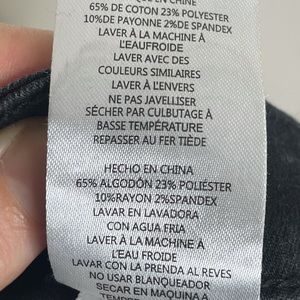 EN CHINE
65% DE COTON 23% POLYESTER
10%DE PAYONNE 2%DE SPANDEX
LAVER À LA MACHINE À
L'EAUFROIDE
LAVER AVEC DES
COULEURS SIMILAIRES
LAVER À L'ENVERS
NE PAS JAVELLISER
SÉCHER PAR CULBUTAGE À
BASSE TEMPÉRATURE
REPASSER AU FER TIÈDE
HECHO EN CHINA
65% ALGODÓN 23% POLIÉSTER
10%RAYON 2%SPANDEX
LAVAR EN LAVADORA
CON AGUA FRIA
LAVER À LA MACHINE À
L'EAU FROIDE
LAVAR CON LA PRENDA AL REVES
NO USAR BLANQUEADOR
SECAR EN MAQUINA